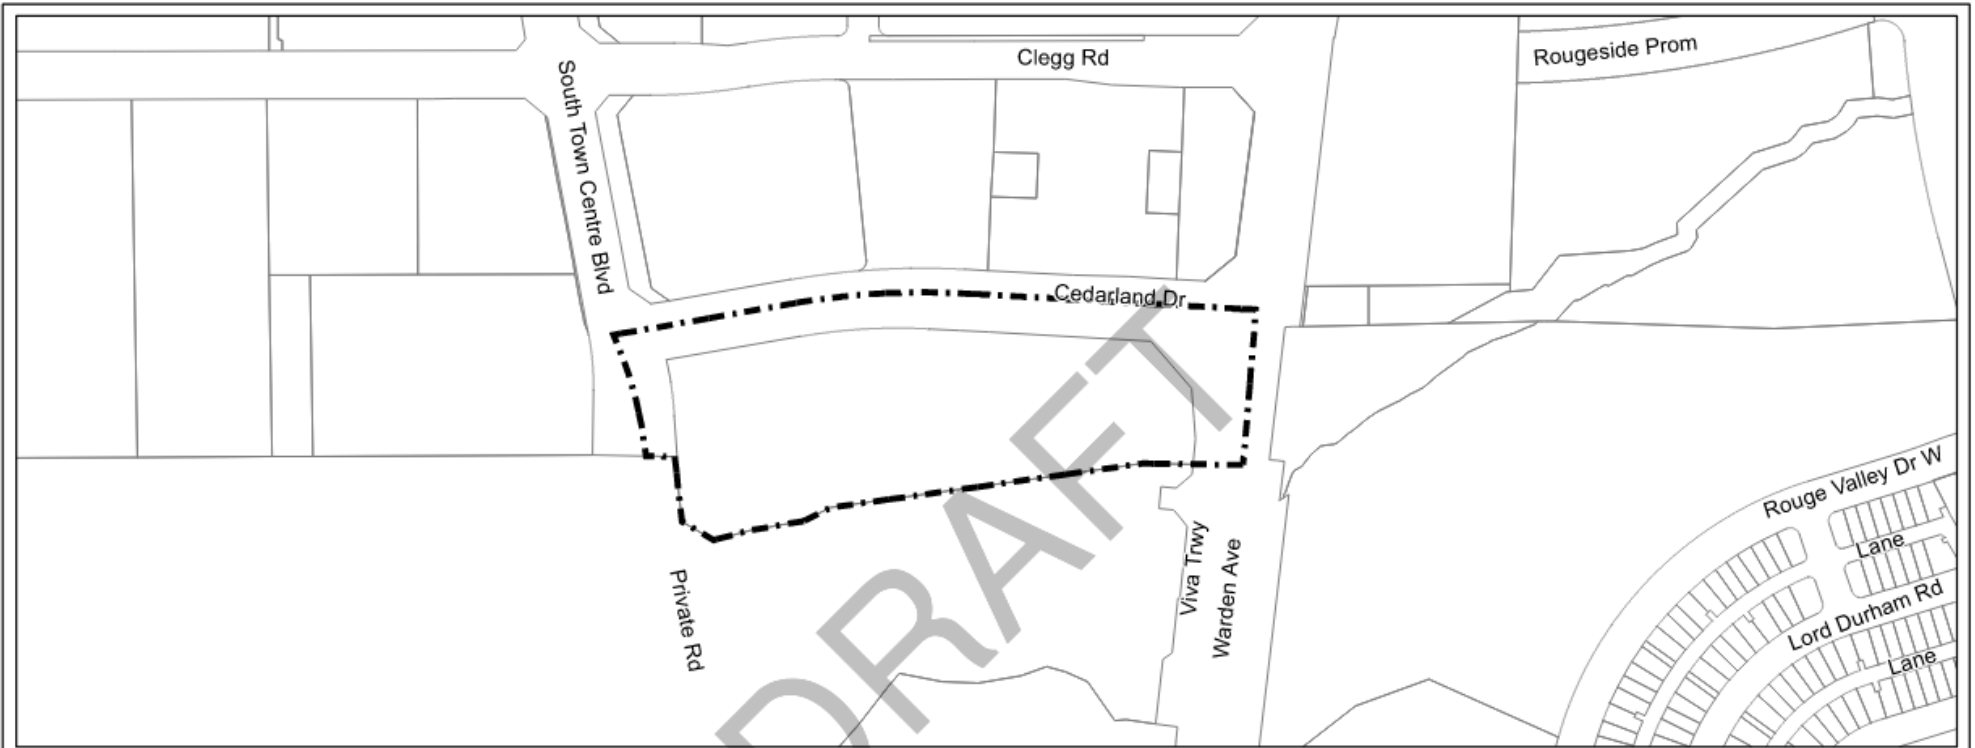 Clegg Rd
Rougeside Prom
South Town Centre Blvd
Cedarland Dr
Rouge Valley Dr W
Lane
Viva Trwy
Warden Ave
Private Rd
Lord Durham Rd
Lane
DRAFT